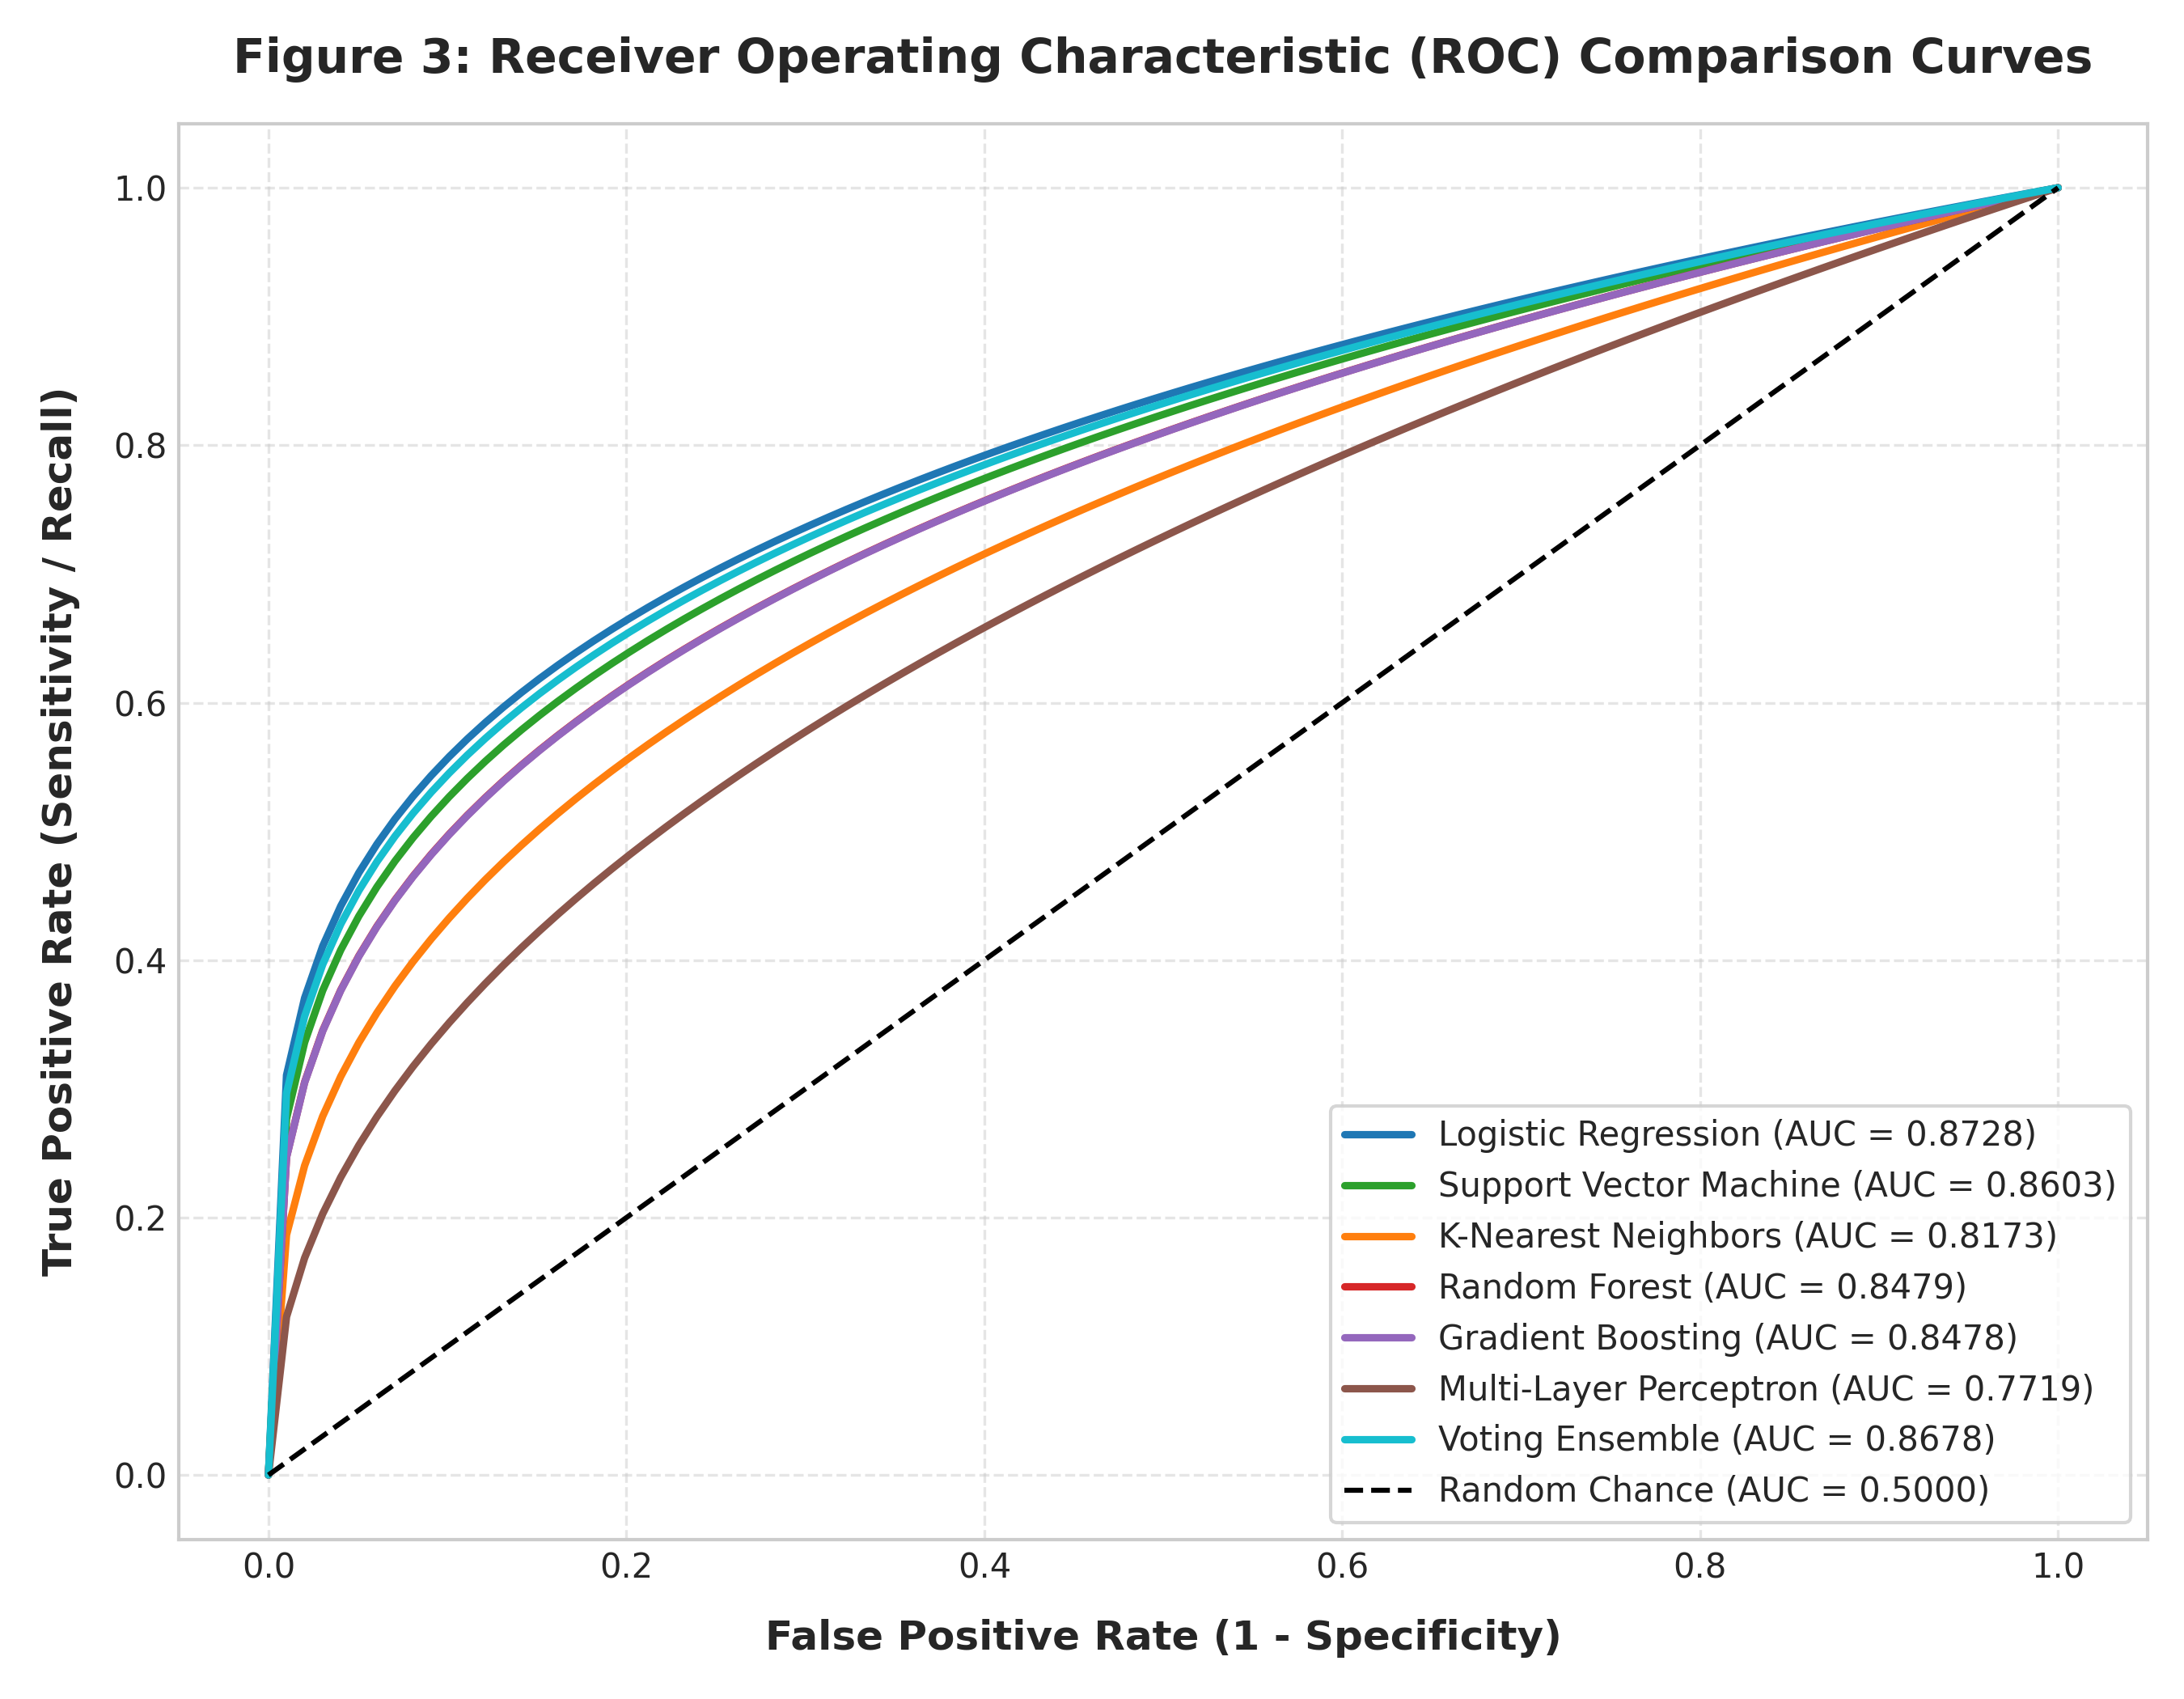 Figure 3: Receiver Operating Characteristic (ROC) Comparison Curves
True Positive Rate (Sensitivity / Recall)
1.0
0.8
0.6
0.4
0.2
0.0
Logistic Regression (AUC = 0.8728)
Support Vector Machine (AUC = 0.8603)
K-Nearest Neighbors (AUC = 0.8173)
Random Forest (AUC = 0.8479)
Gradient Boosting (AUC = 0.8478)
Multi-Layer Perceptron (AUC = 0.7719)
Voting Ensemble (AUC = 0.8678)
Random Chance (AUC = 0.5000)
0.0 0.2 0.4 0.6 0.8 1.0
False Positive Rate (1 - Specificity)